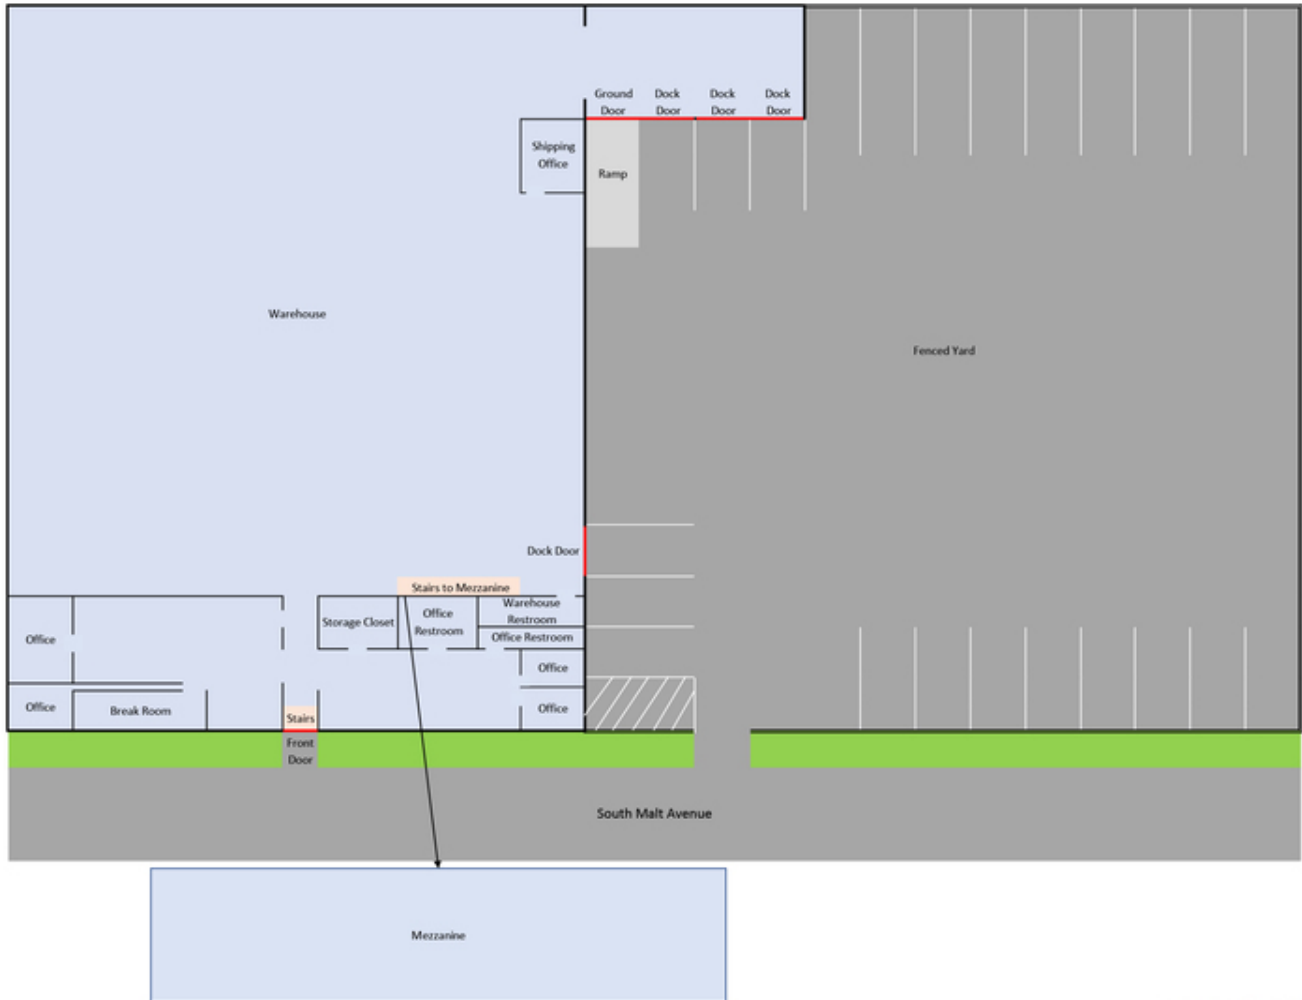 Ground Door
Dock Door
Dock Door
Dock Door
Shipping
Office
Ramp
Warehouse
Fenced Yard
Dock Door
Stairs to Mezzanine
Storage Closet
Office
Restroom
Warehouse
Restroom
Office Restroom
Office
Office
Office
Office
Break Room
Stairs
Front
Door
South Malt Avenue
Mezzanine